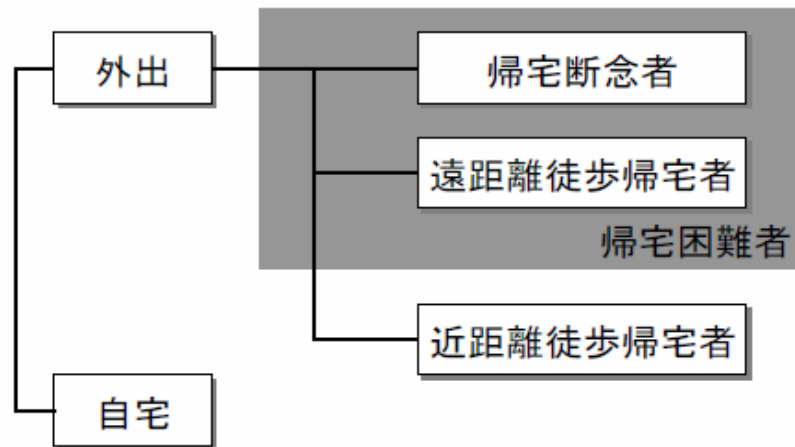 外出
帰宅断念者
遠距離徒歩帰宅者
帰宅困難者
近距離徒歩帰宅者
自宅